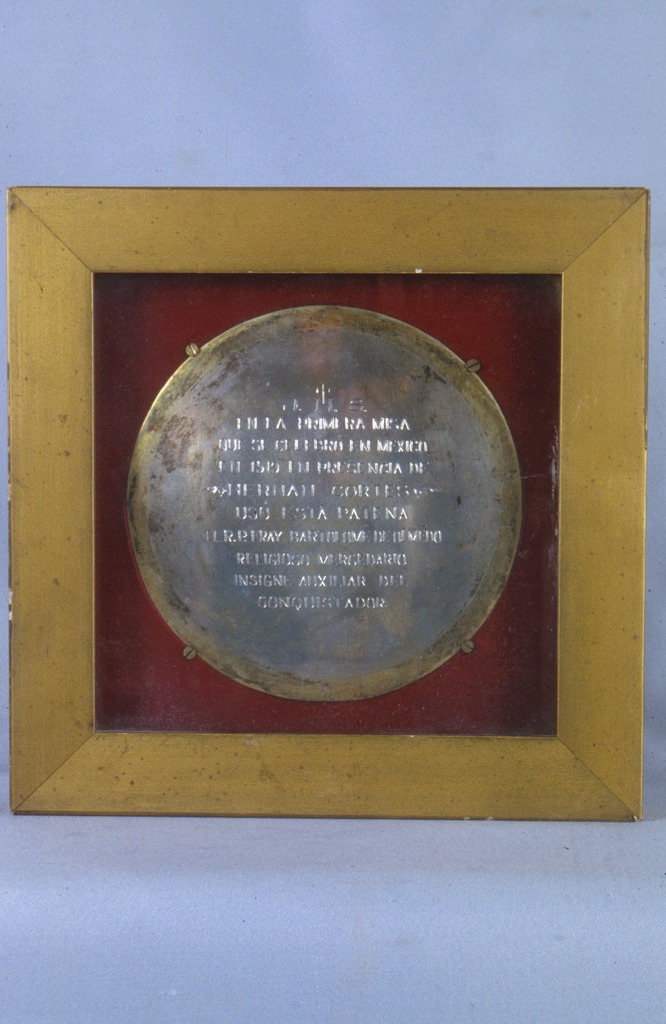 EN LA PRIMERA MISA
QUE SE CELEBRO EN MEXICO
EN 1519 EN PRESENCIA DE
HERNAN CORTES
USÓ ESTA PATENA
EL R.P. FRAY BARTOLOME DE OLMEDO
RELIGIOSO MERCEDARIO
INSIGNE AUXILIAR DEL
CONQUISTADOR